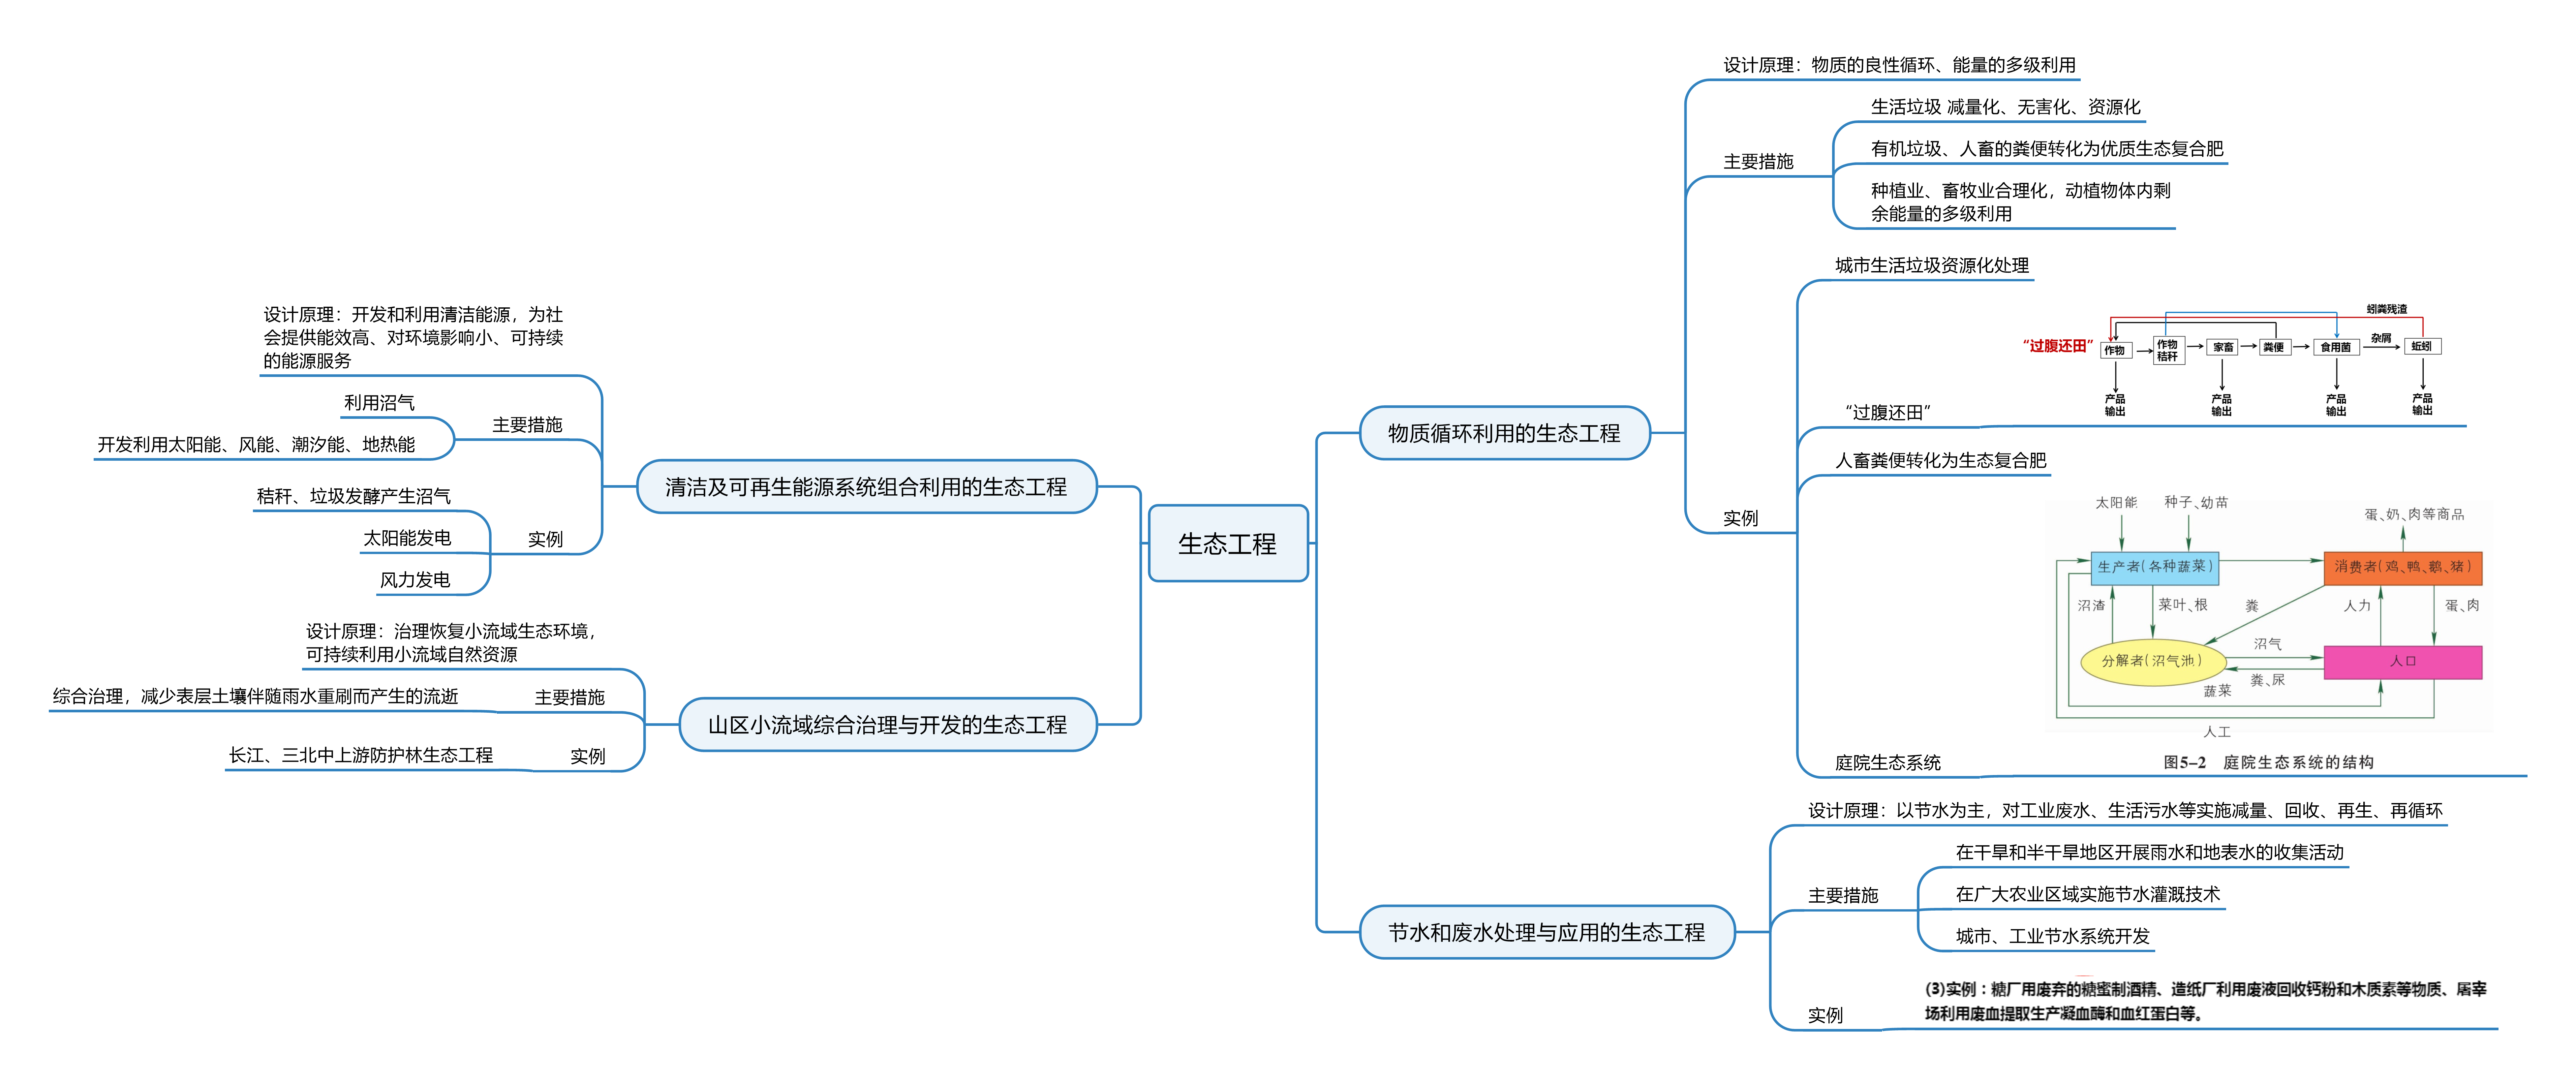 生态工程
物质循环利用的生态工程
设计原理：物质的良性循环、能量的多级利用
主要措施
生活垃圾 减量化、无害化、资源化
有机垃圾、人畜的粪便转化为优质生态复合肥
种植业、畜牧业合理化，动植物体内剩
余能量的多级利用
实例
城市生活垃圾资源化处理
“过腹还田”
“过腹还田”
蚓粪残渣
作物
作物
秸秆
家畜
粪便
食用菌
杂屑
蚯蚓
产品
输出
产品
输出
产品
输出
产品
输出
人畜粪便转化为生态复合肥
庭院生态系统
太阳能
种子、幼苗
蛋、奶、肉等商品
生产者(各种蔬菜)
消费者(鸡、鸭、鹅、猪)
沼渣
菜叶、根
粪
人力
蛋、肉
分解者(沼气池)
沼气
人口
粪、尿
蔬菜
人工
图5–2 庭院生态系统的结构
节水和废水处理与应用的生态工程
设计原理：以节水为主，对工业废水、生活污水等实施减量、回收、再生、再循环
主要措施
在干旱和半干旱地区开展雨水和地表水的收集活动
在广大农业区域实施节水灌溉技术
城市、工业节水系统开发
实例
(3)实例：糖厂用废弃的糖蜜制酒精、造纸厂利用废液回收钙粉和木质素等物质、屠宰
场利用废血提取生产凝血酶和血红蛋白等。
清洁及可再生能源系统组合利用的生态工程
设计原理：开发和利用清洁能源，为社
会提供能效高、对环境影响小、可持续
的能源服务
主要措施
利用沼气
开发利用太阳能、风能、潮汐能、地热能
实例
秸秆、垃圾发酵产生沼气
太阳能发电
风力发电
山区小流域综合治理与开发的生态工程
设计原理：治理恢复小流域生态环境，
可持续利用小流域自然资源
主要措施
综合治理，减少表层土壤伴随雨水重刷而产生的流逝
实例
长江、三北中上游防护林生态工程